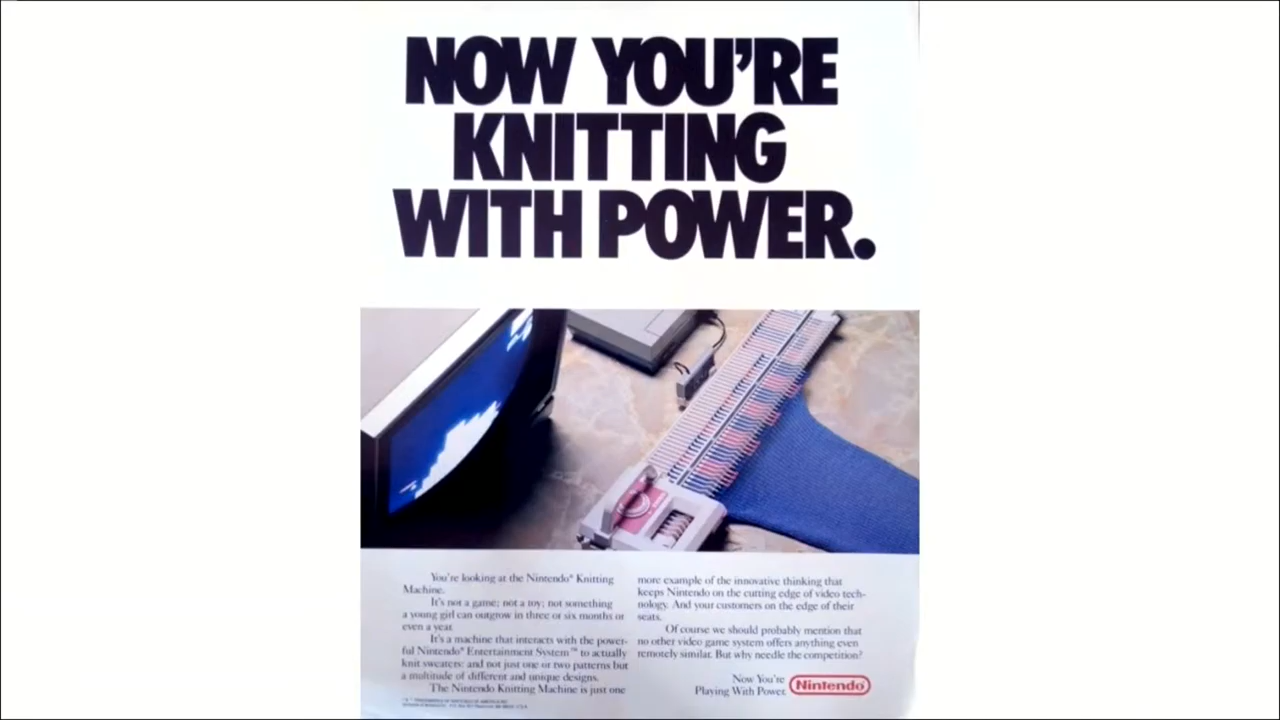 NOW YOU'RE
KNITTING
WITH POWER.
You're looking at the Nintendo® Knitting
Machine.
It's not a game; not a toy; not something
a young girl can outgrow in three or six months or
even a year.
It's a machine that interacts with the power-
ful Nintendo® Entertainment System™ to actually
knit sweaters: and not just one or two patterns but
a multitude of different and unique designs.
The Nintendo Knitting Machine is just one
more example of the innovative thinking that
keeps Nintendo on the cutting edge of video tech-
nology. And your customers on the edge of their
seats.
Of course we should probably mention that
no other video game system offers anything even
remotely similar. But why needle the competition?
Now You're
Playing With Power.
Nintendo®